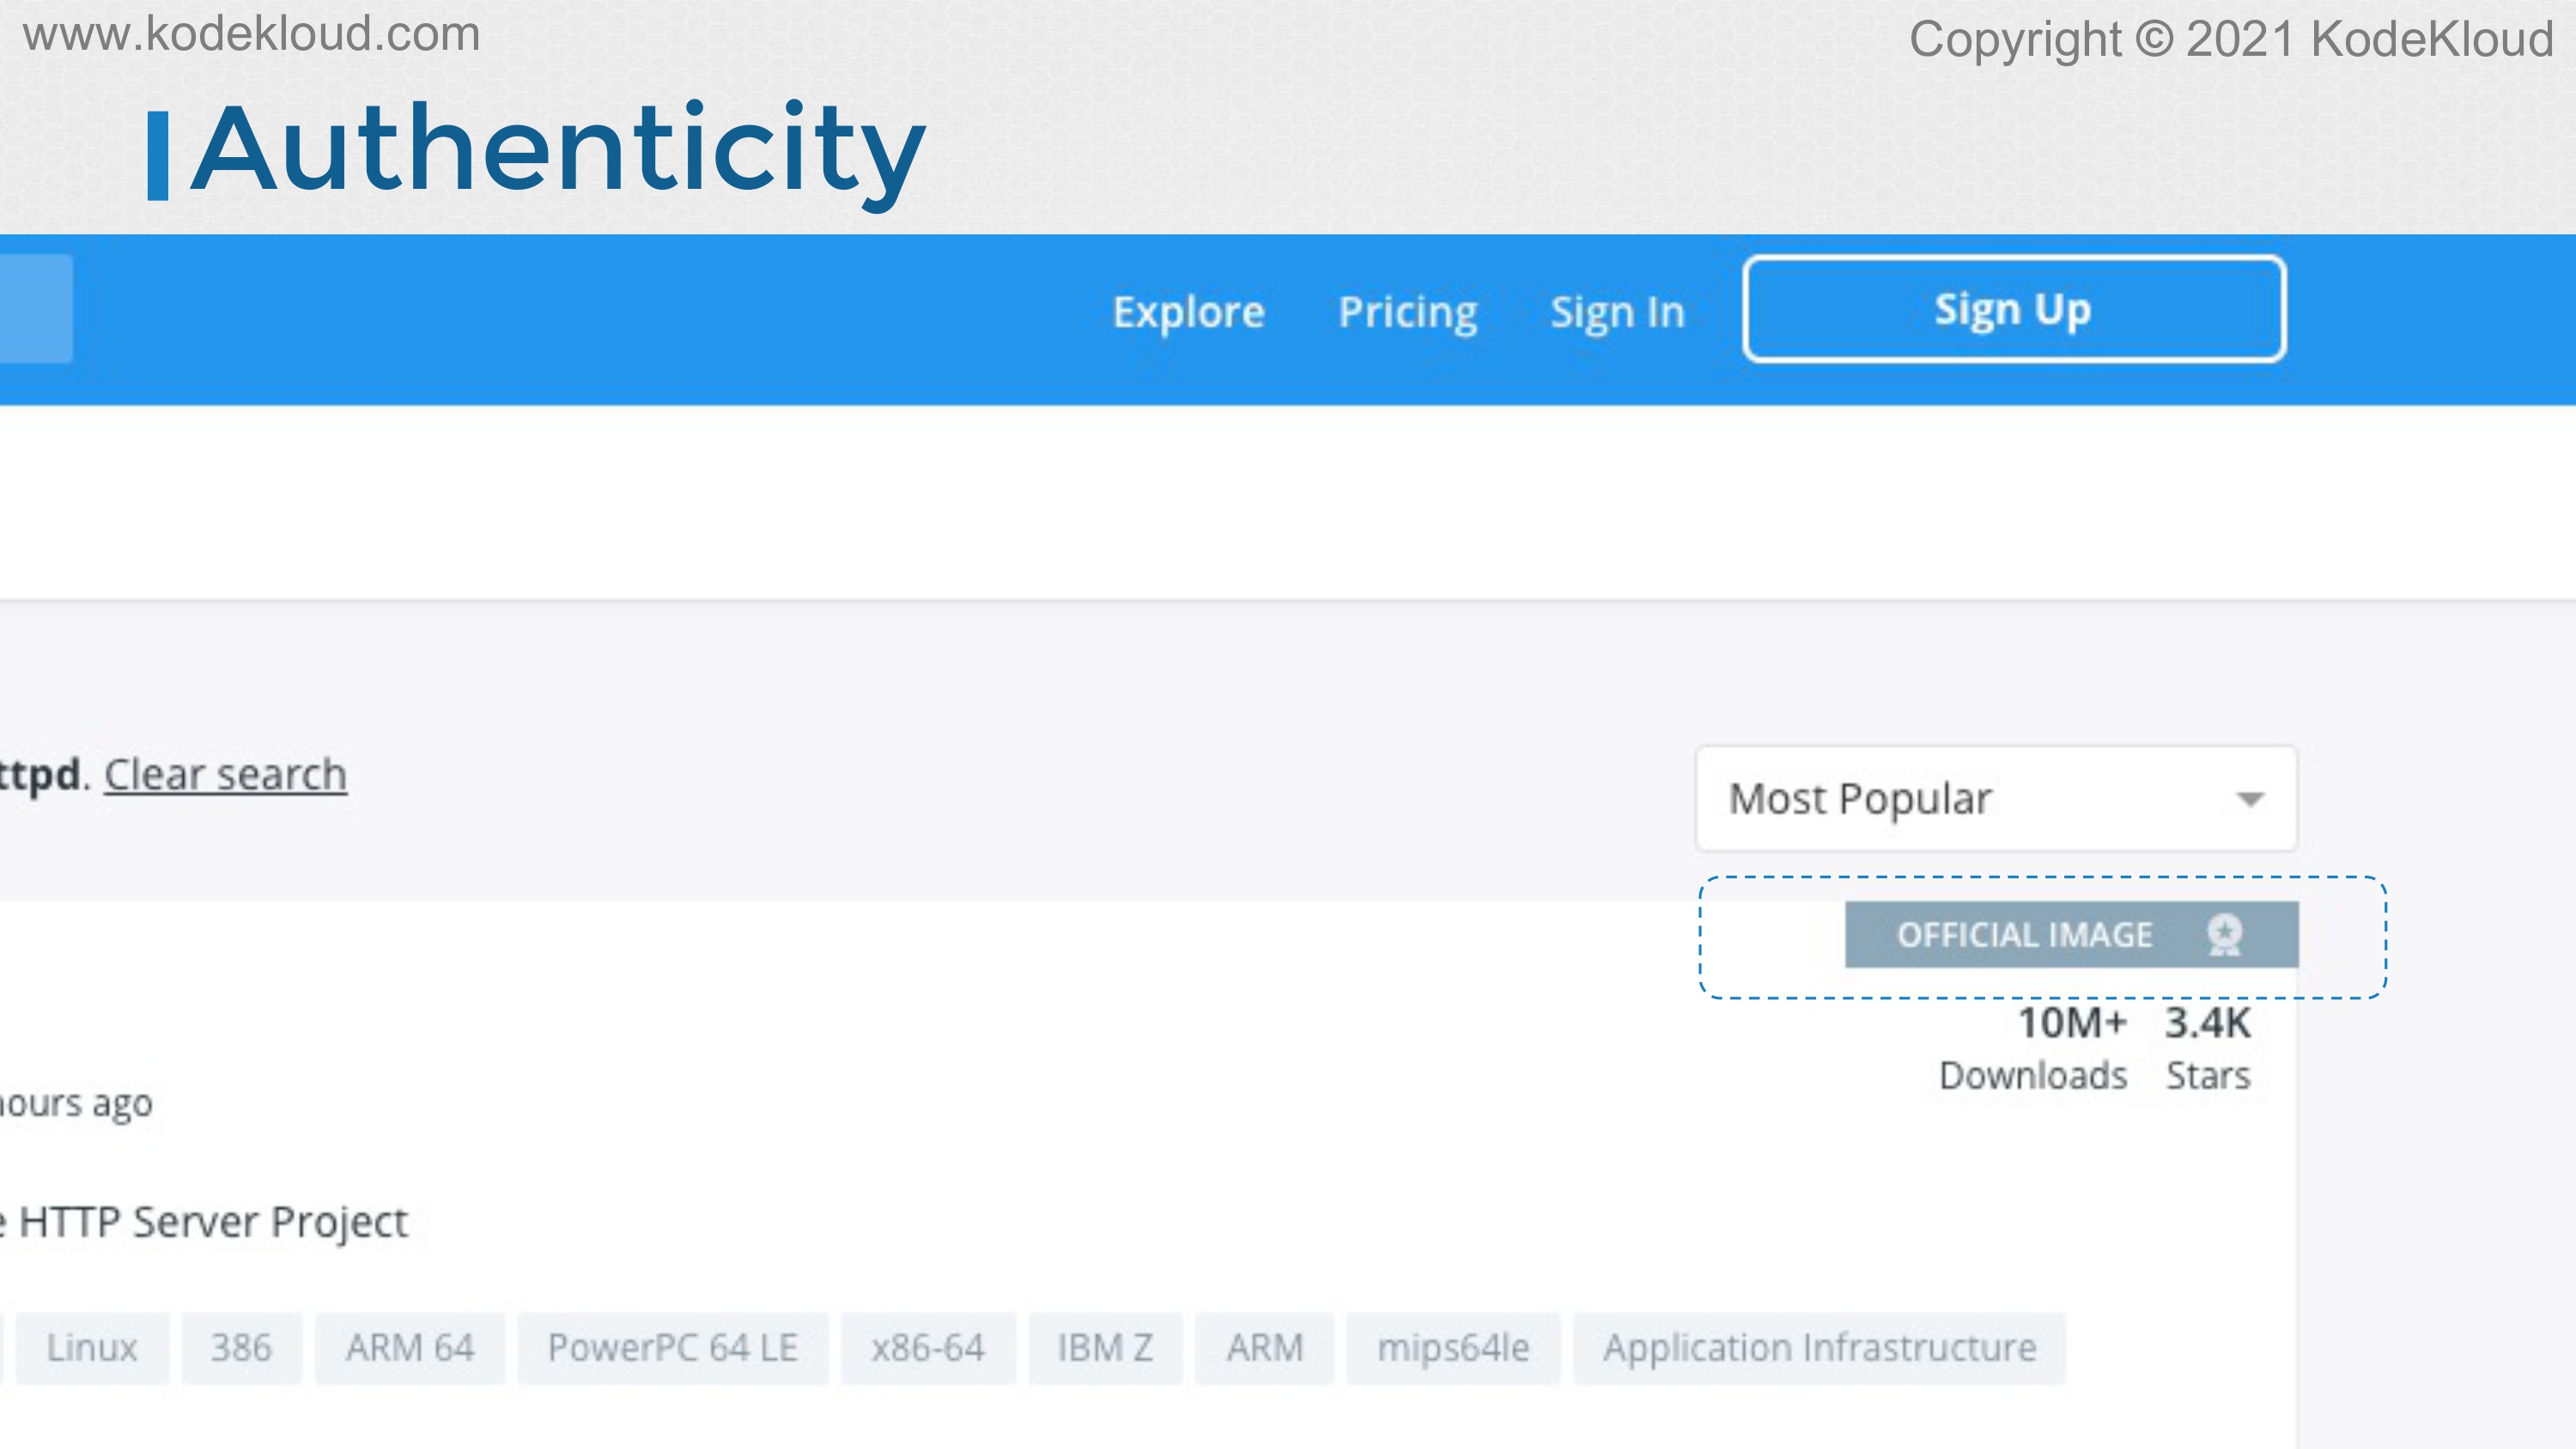 www.kodekloud.com
Copyright © 2021 KodeKloud
Authenticity
Explore Pricing Sign In Sign Up
ttpd. Clear search
Most Popular
OFFICIAL IMAGE
10M+ 3.4K
Downloads Stars
hours ago
e HTTP Server Project
Linux 386 ARM 64 PowerPC 64 LE x86-64 IBM Z ARM mips64le Application Infrastructure